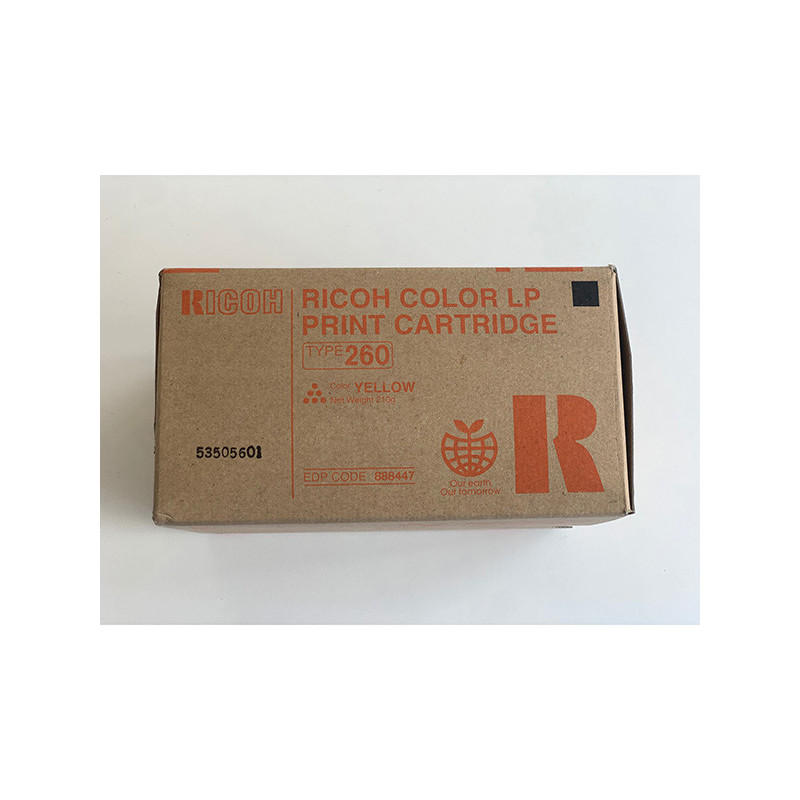 RICOH
RICOH COLOR LP
PRINT CARTRIDGE
TYPE 260
Color YELLOW
Net Weight 210g
53505601
EDP CODE 888447
Our earth
Our tomorrow
R